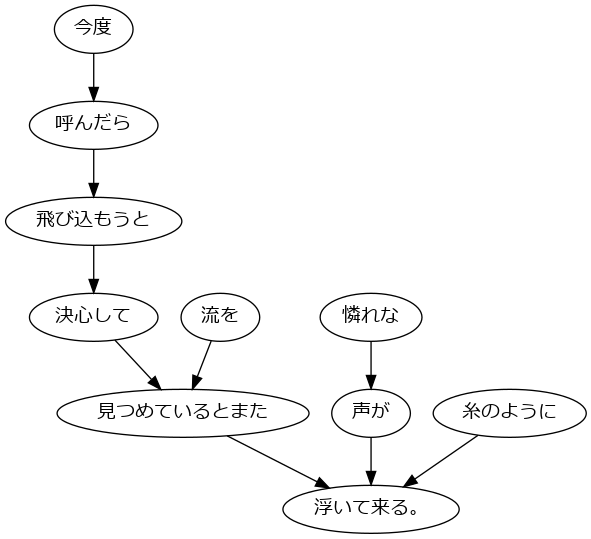 今度
呼んだら
飛び込もうと
決心して
流を
憐れな
見つめているとまた
声が
糸のように
浮いて来る。